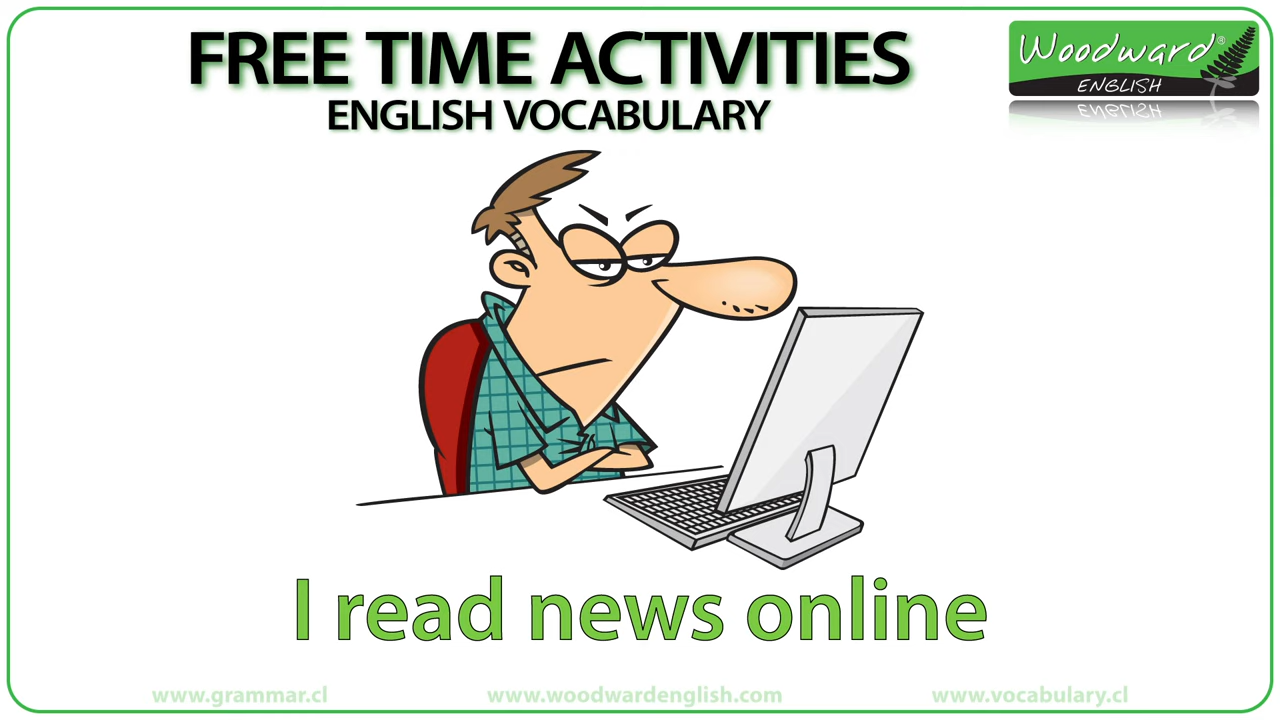 FREE TIME ACTIVITIES
ENGLISH VOCABULARY
Woodward®
ENGLISH
I read news online
www.grammar.cl
www.woodwardenglish.com
www.vocabulary.cl